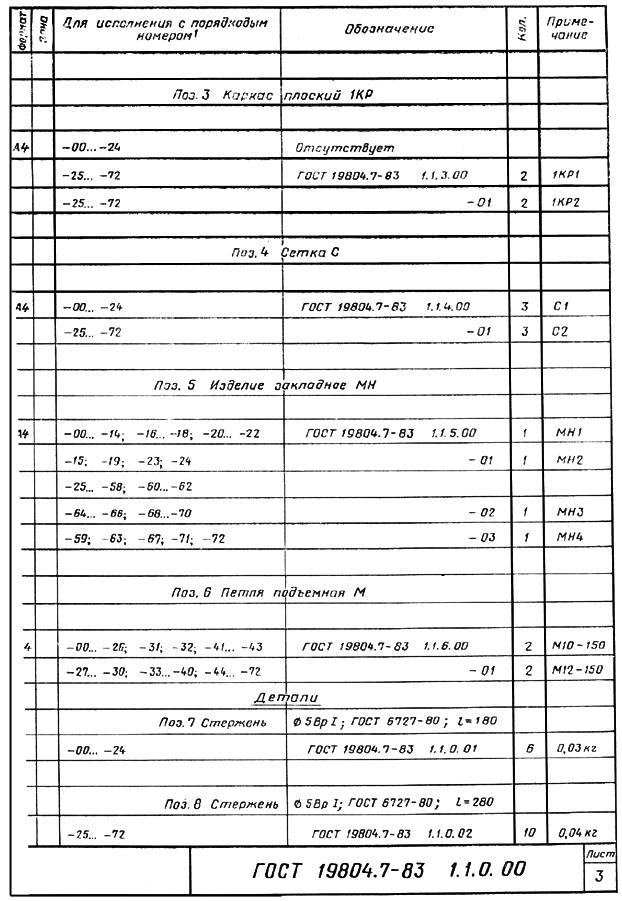 Формат Зона Для исполнения с порядковым номером¹ Обозначение Кол. Приме-чание
Поз. 3 Каркас плоский 1КР
А4 -00... -24 Отсутствует
-25... -72 ГОСТ 19804.7-83 1.1.3.00 2 1КР1
-25... -72 -01 2 1КР2
Поз. 4 Сетка С
А4 -00... -24 ГОСТ 19804.7-83 1.1.4.00 3 С1
-25... -72 -01 3 С2
Поз. 5 Изделие закладное МН
А4 -00... -14; -16... -18; -20... -22 ГОСТ 19804.7-83 1.1.5.00 1 МН1
-15; -19; -23; -24 -01 1 МН2
-25... -58; -60...-62
-64... -66; -68...-70 -02 1 МН3
-59; -63; -67; -71; -72 -03 1 МН4
Поз. 6 Петля подъемная М
4 -00... -26; -31; -32; -41... -43 ГОСТ 19804.7-83 1.1.6.00 2 М10-150
-27... -30; -33...-40; -44... -72 -01 2 М12-150
Детали
Поз. 7 Стержень ф 5Вр I; ГОСТ 6727-80; l=180
-00... -24 ГОСТ 19804.7-83 1.1.0.01 6 0,03кг
Поз. 8 Стержень ф 5Вр I; ГОСТ 6727-80; l=280
-25... -72 ГОСТ 19804.7-83 1.1.0.02 10 0,04кг
ГОСТ 19804.7-83 1.1.0.00
Лист
3